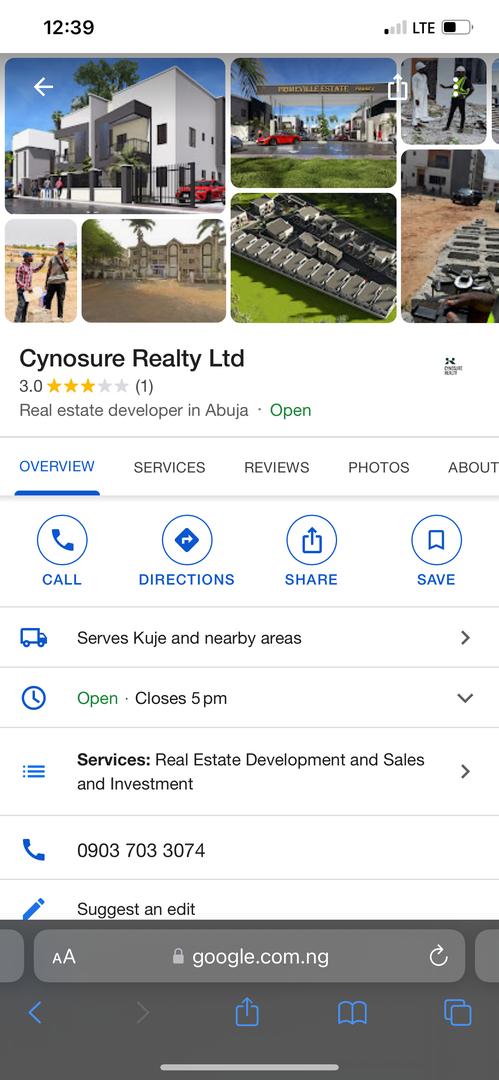 12:39
LTE
PRIMEVILLE ESTATE
Cynosure Realty Ltd
CYNOSURE
REALTY
3.0 (1)
Real estate developer in Abuja · Open
OVERVIEW SERVICES REVIEWS PHOTOS ABOUT
CALL DIRECTIONS SHARE SAVE
Serves Kuje and nearby areas
Open · Closes 5 pm
Services: Real Estate Development and Sales
and Investment
0903 703 3074
Suggest an edit
AA google.com.ng